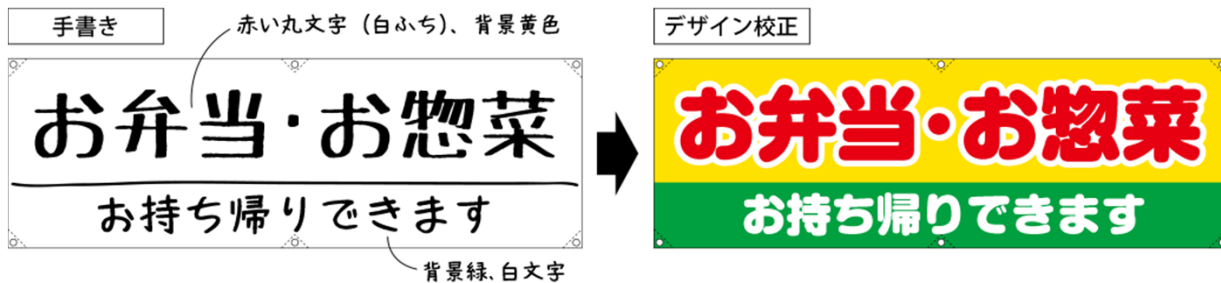 手書き
赤い丸文字（白ふち）、背景黄色
お弁当・お惣菜
お持ち帰りできます
背景緑、白文字
デザイン校正
お弁当・お惣菜
お持ち帰りできます